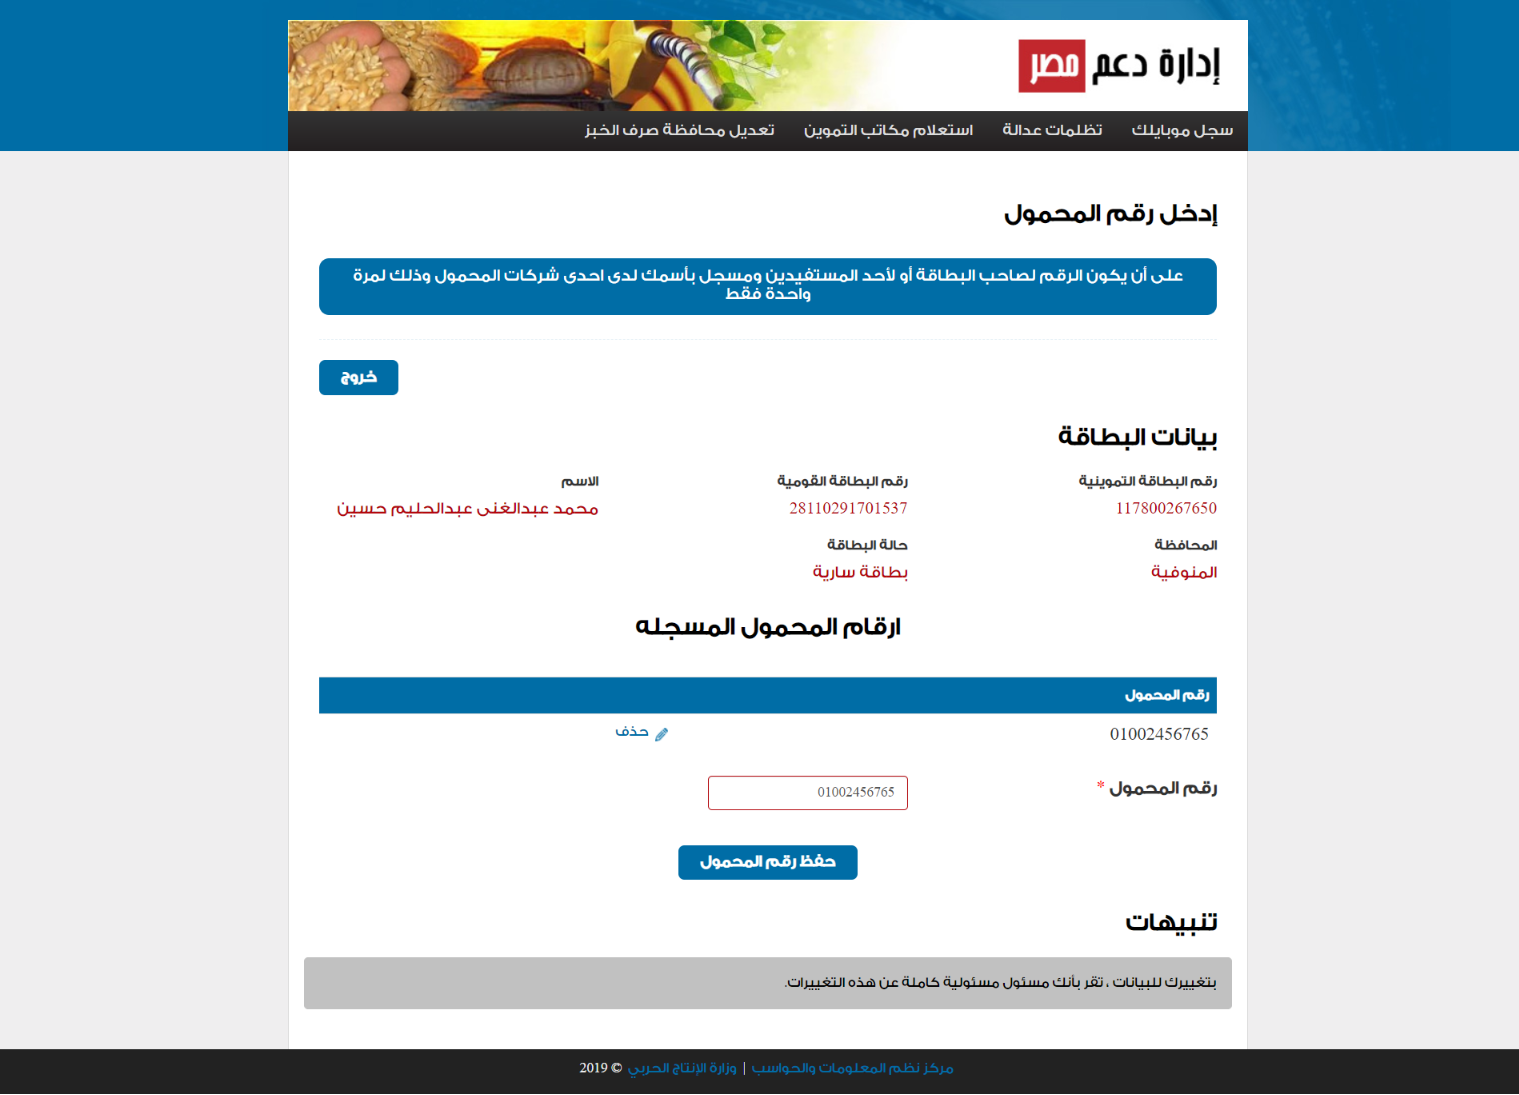 إدارة دعم مصر
سجل موبايلك
تظلمات عدالة
استعلام مكاتب التموين
تعديل محافظة صرف الخبز
إدخل رقم المحمول
على أن يكون الرقم لصاحب البطاقة أو لأحد المستفيدين ومسجل بأسمك لدى احدى شركات المحمول وذلك لمرة
واحدة فقط
خروج
بيانات البطاقة
رقم البطاقة التموينية
117800267650
رقم البطاقة القومية
28110291701537
الاسم
محمد عبدالغنى عبدالحليم حسين
المحافظة
المنوفية
حالة البطاقة
بطاقة سارية
ارقام المحمول المسجله
رقم المحمول
01002456765
حذف
رقم المحمول *
01002456765
حفظ رقم المحمول
تنبيهات
بتغييرك للبيانات ، تقر بأنك مسئول مسئولية كاملة عن هذه التغييرات.
مركز نظم المعلومات والحواسب | وزارة الإنتاج الحربي © 2019